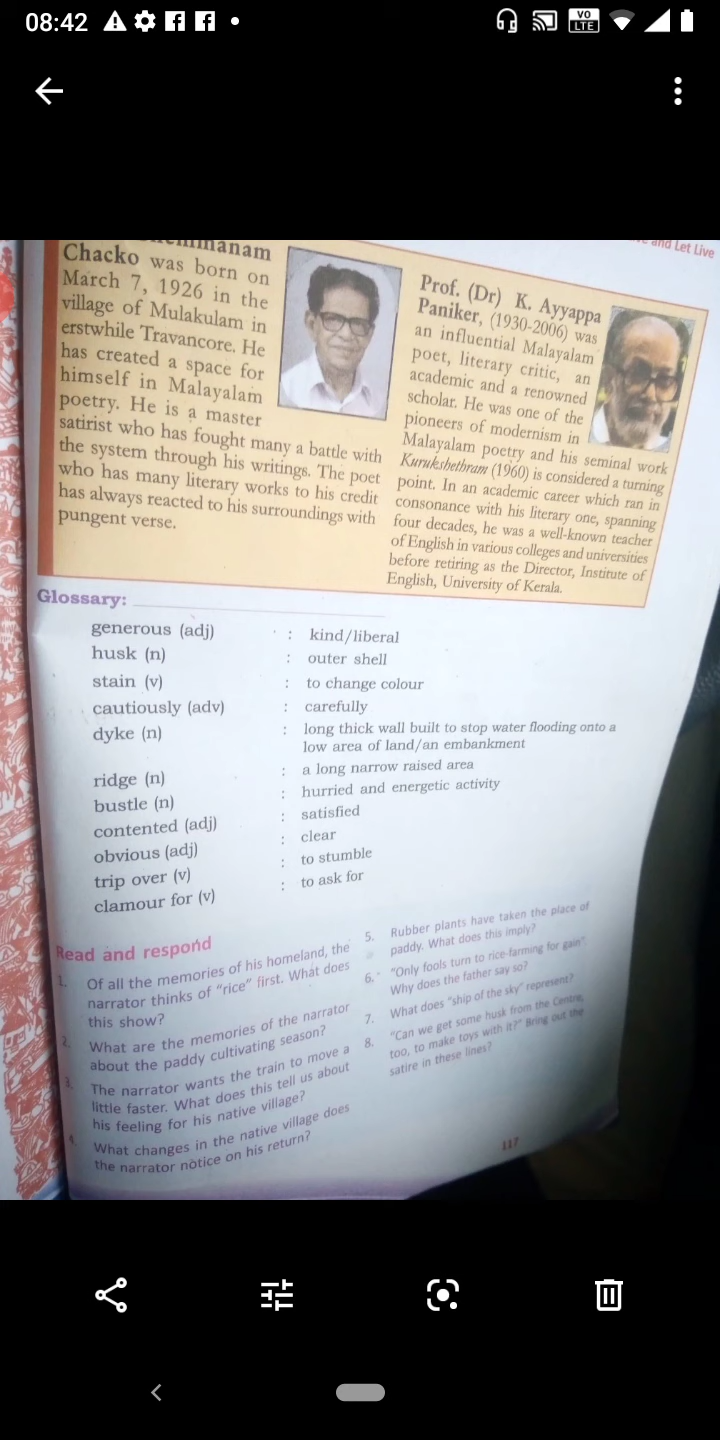 08:42
VO
LTE
and Let Live
Chacko was born on
March 7, 1926 in the
village of Mulakulam in
erstwhile Travancore. He
has created a space for
himself in Malayalam
poetry. He is a master
satirist who has fought many a battle with
the system through his writings. The poet
who has many literary works to his credit
has always reacted to his surroundings with
pungent verse.
Prof. (Dr) K. Ayyappa
Paniker, (1930-2006) was
an influential Malayalam
poet, literary critic, an
academic and a renowned
scholar. He was one of the
pioneers of modernism in
Malayalam poetry and his seminal work
Kurukshethram (1960) is considered a turning
point. In an academic career which ran in
consonance with his literary one, spanning
four decades, he was a well-known teacher
of English in various colleges and universities
before retiring as the Director, Institute of
English, University of Kerala.
Glossary:
generous (adj) : kind/liberal
husk (n) : outer shell
stain (v) : to change colour
cautiously (adv) : carefully
dyke (n) : long thick wall built to stop water flooding onto a
low area of land/an embankment
ridge (n) : a long narrow raised area
bustle (n) : hurried and energetic activity
contented (adj) : satisfied
obvious (adj) : clear
trip over (v) : to stumble
clamour for (v) : to ask for
Read and respond
1. Of all the memories of his homeland, the
narrator thinks of "rice" first. What does
this show?
2. What are the memories of the narrator
about the paddy cultivating season?
3. The narrator wants the train to move a
little faster. What does this tell us about
his feeling for his native village?
4. What changes in the native village does
the narrator notice on his return?
5. Rubber plants have taken the place of
paddy. What does this imply?
6. "Only fools turn to rice-farming for gain"
Why does the father say so?
7. What does "ship of the sky" represent?
8. "Can we get some husk from the Centre,
too, to make toys with it?" Bring out the
satire in these lines?
117